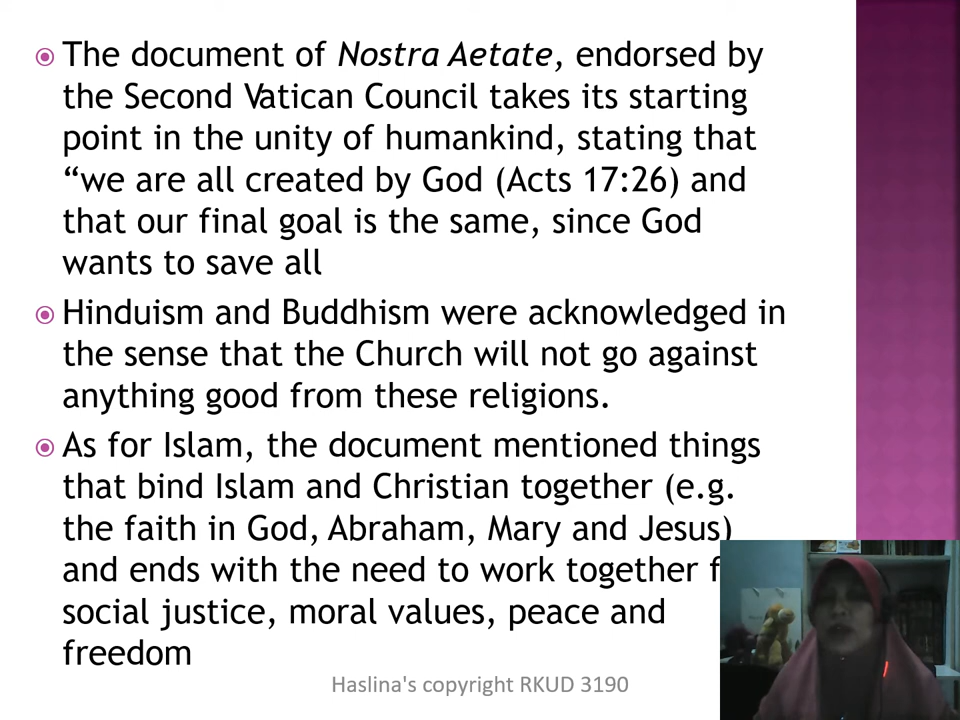 The document of Nostra Aetate, endorsed by
the Second Vatican Council takes its starting
point in the unity of humankind, stating that
“we are all created by God (Acts 17:26) and
that our final goal is the same, since God
wants to save all
Hinduism and Buddhism were acknowledged in
the sense that the Church will not go against
anything good from these religions.
As for Islam, the document mentioned things
that bind Islam and Christian together (e.g.
the faith in God, Abraham, Mary and Jesus)
and ends with the need to work together
social justice, moral values, peace and
freedom
Haslina's copyright RKUD 3190